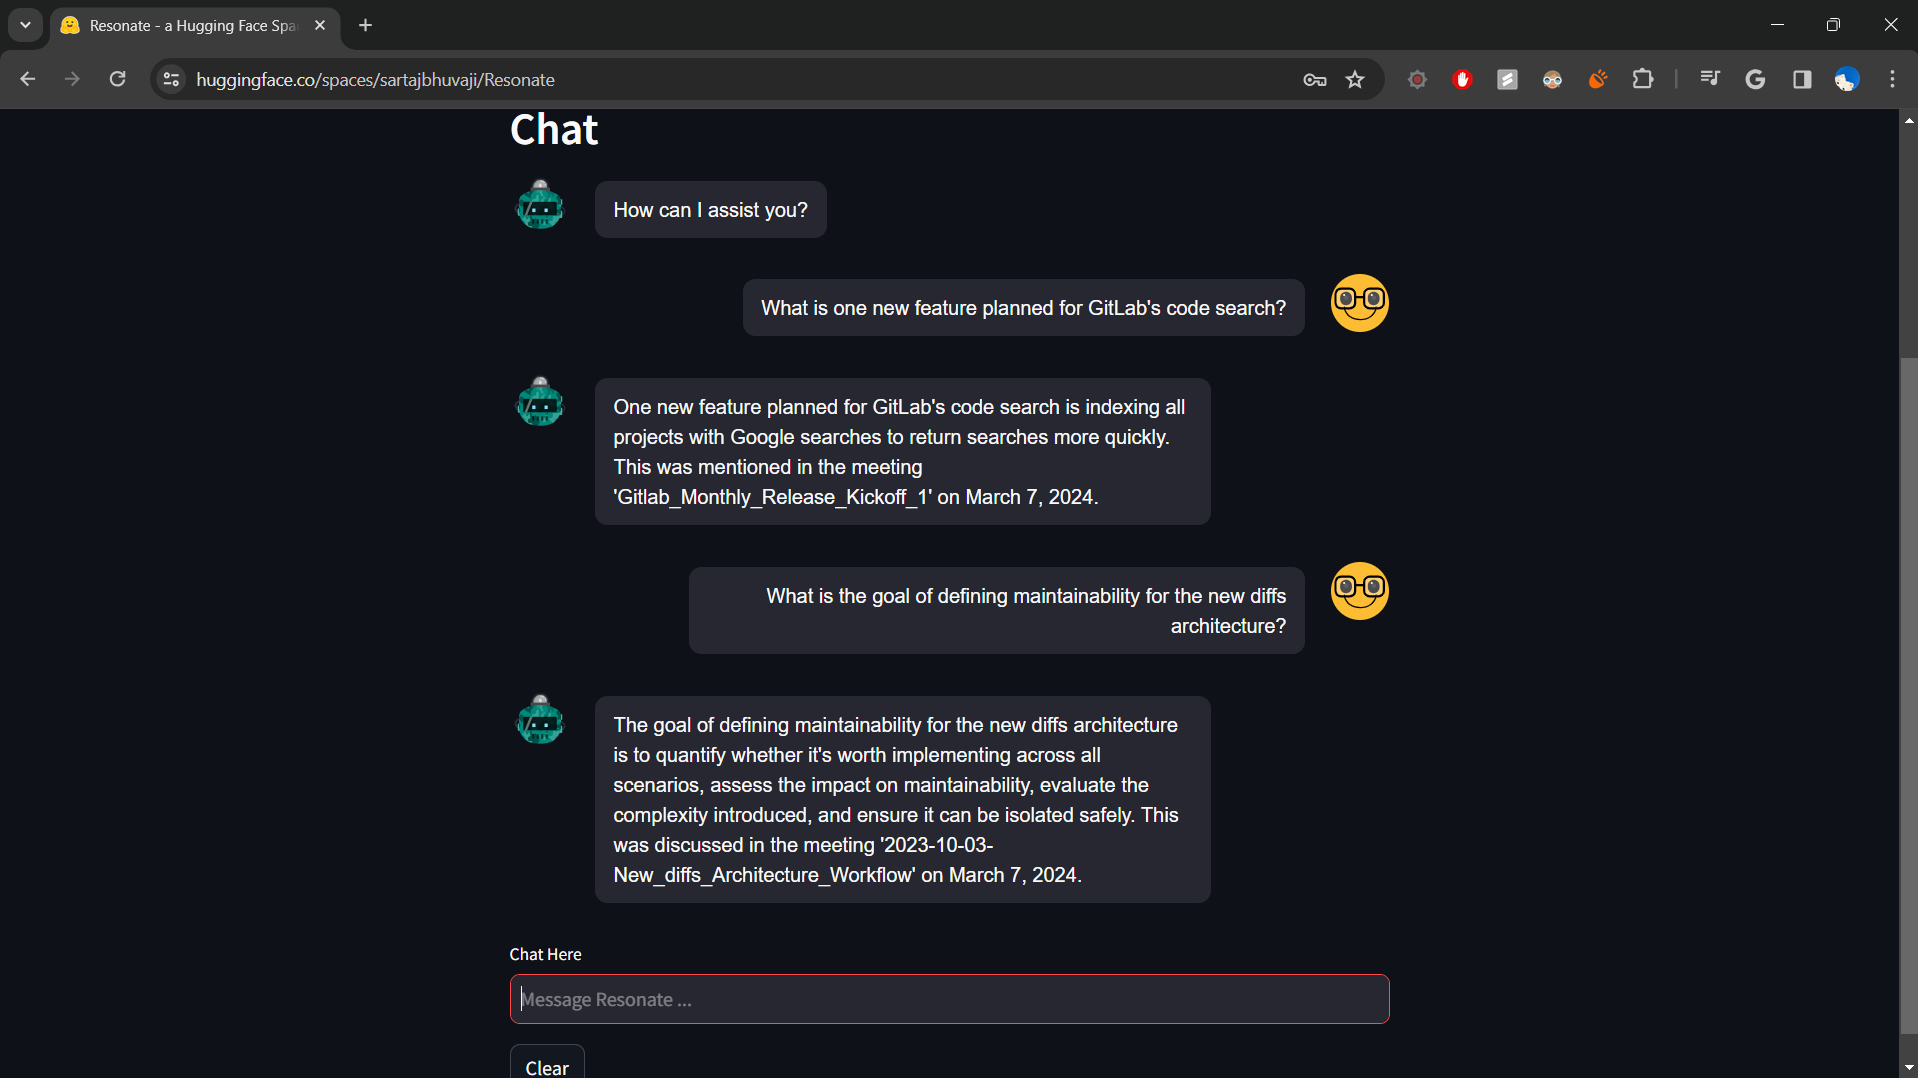 Resonate - a Hugging Face Spa
huggingface.co/spaces/sartajbhuvaji/Resonate
Chat
How can I assist you?
What is one new feature planned for GitLab's code search?
One new feature planned for GitLab's code search is indexing all
projects with Google searches to return searches more quickly.
This was mentioned in the meeting
'Gitlab_Monthly_Release_Kickoff_1' on March 7, 2024.
What is the goal of defining maintainability for the new diffs
architecture?
The goal of defining maintainability for the new diffs architecture
is to quantify whether it's worth implementing across all
scenarios, assess the impact on maintainability, evaluate the
complexity introduced, and ensure it can be isolated safely. This
was discussed in the meeting '2023-10-03-
New_diffs_Architecture_Workflow' on March 7, 2024.
Chat Here
Message Resonate ...
Clear